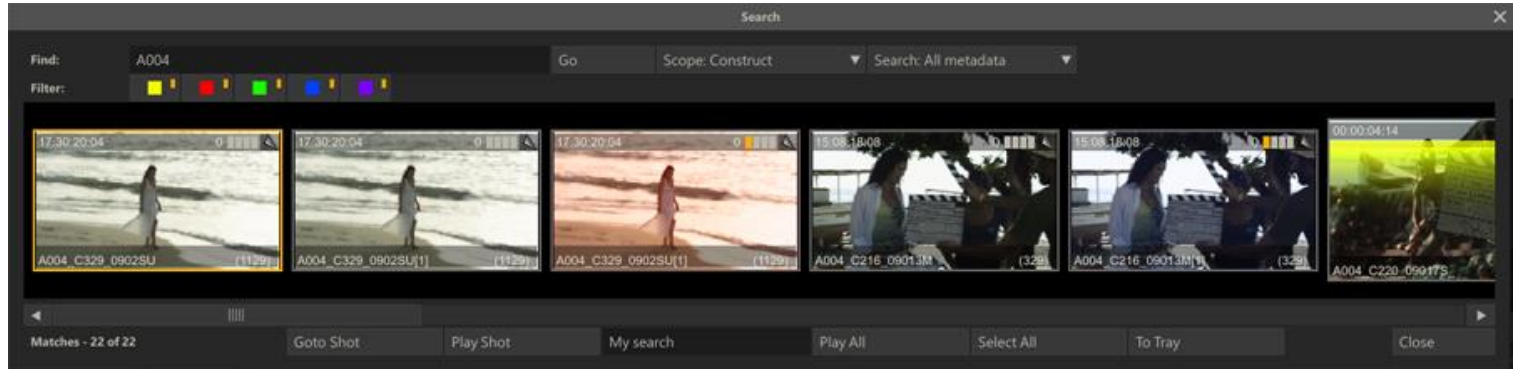 Search
Find: A004 Go Scope: Construct Search: All metadata
Filter:
17:30:20:04 0
17:30:20:04 0
17:30:20:04 0
15:08:18:08 0
15:08:18:08 0
00:00:04:14
A004_C329_0902SU (1129)
A004_C329_0902SU[1] (1129)
A004_C329_0902SU[1] (1129)
A004_C216_09013M (329)
A004_C216_09013M[1] (329)
A004_C220_09017S
Matches - 22 of 22 Goto Shot Play Shot My search Play All Select All To Tray Close